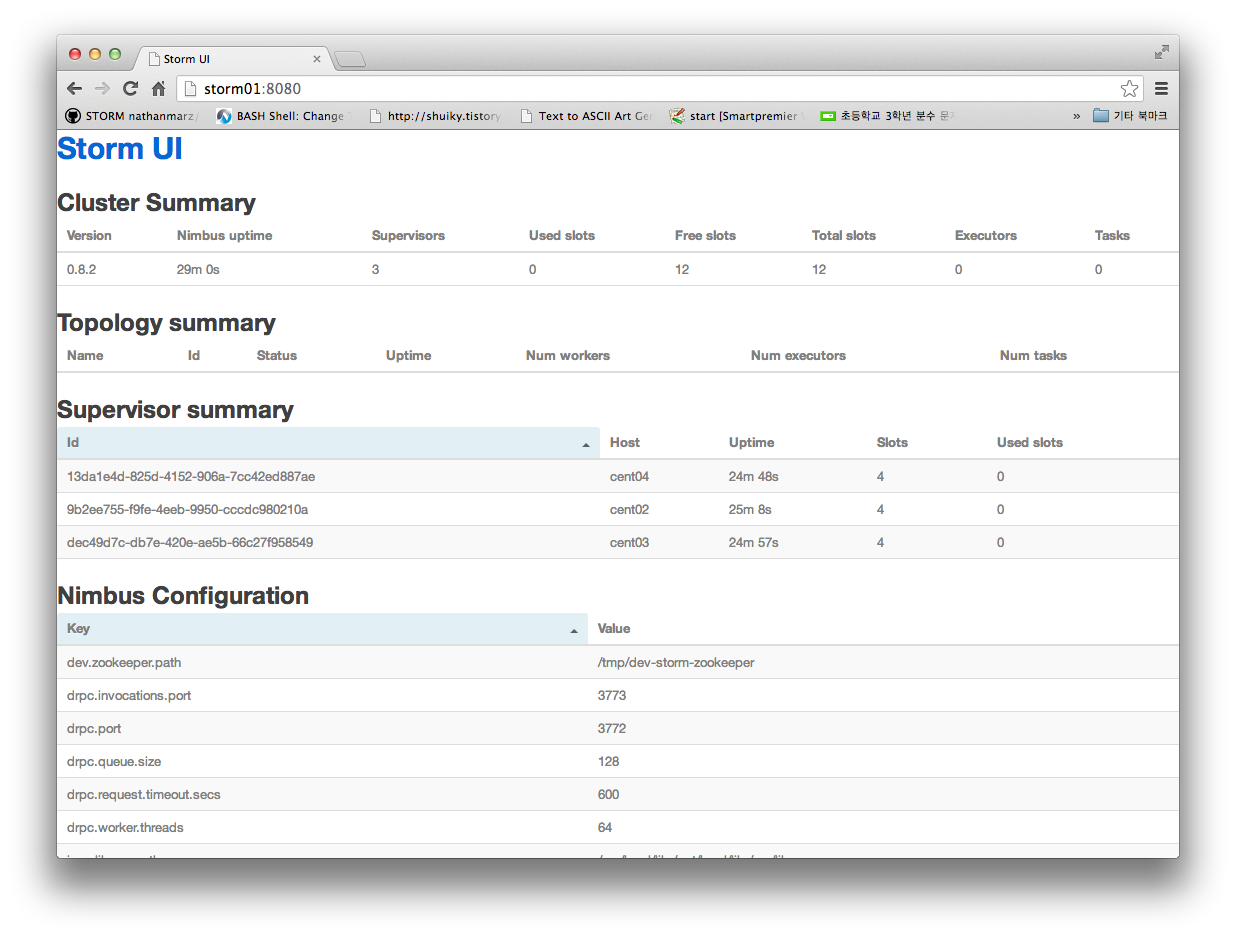 Storm UI
storm01:8080
STORM nathanmarz/ BASH Shell: Change http://shuiky.tistory Text to ASCII Art Gen start [Smartpremier 초등학교 3학년 분수 문제 » 기타 북마크
Storm UI
Cluster Summary
Version Nimbus uptime Supervisors Used slots Free slots Total slots Executors Tasks
0.8.2 29m 0s 3 0 12 12 0 0
Topology summary
Name Id Status Uptime Num workers Num executors Num tasks
Supervisor summary
Id Host Uptime Slots Used slots
13da1e4d-825d-4152-906a-7cc42ed887ae cent04 24m 48s 4 0
9b2ee755-f9fe-4eeb-9950-cccdc980210a cent02 25m 8s 4 0
dec49d7c-db7e-420e-ae5b-66c27f958549 cent03 24m 57s 4 0
Nimbus Configuration
Key Value
dev.zookeeper.path /tmp/dev-storm-zookeeper
drpc.invocations.port 3773
drpc.port 3772
drpc.queue.size 128
drpc.request.timeout.secs 600
drpc.worker.threads 64